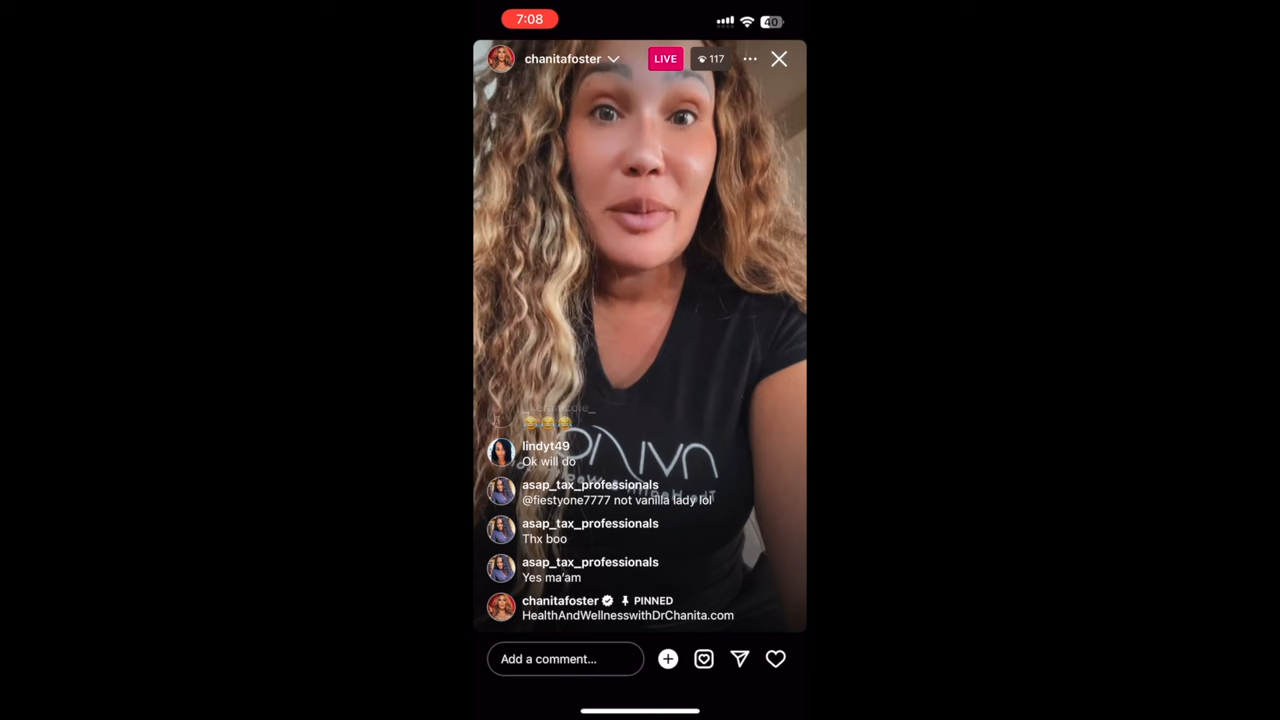 7:08
40
chanitafoster
LIVE
117
lindyt49
Ok will do
asap_tax_professionals
@fiestyone7777 not vanilla lady lol
asap_tax_professionals
Thx boo
asap_tax_professionals
Yes ma'am
chanitafoster PINNED
HealthAndWellnesswithDrChanita.com
Add a comment...